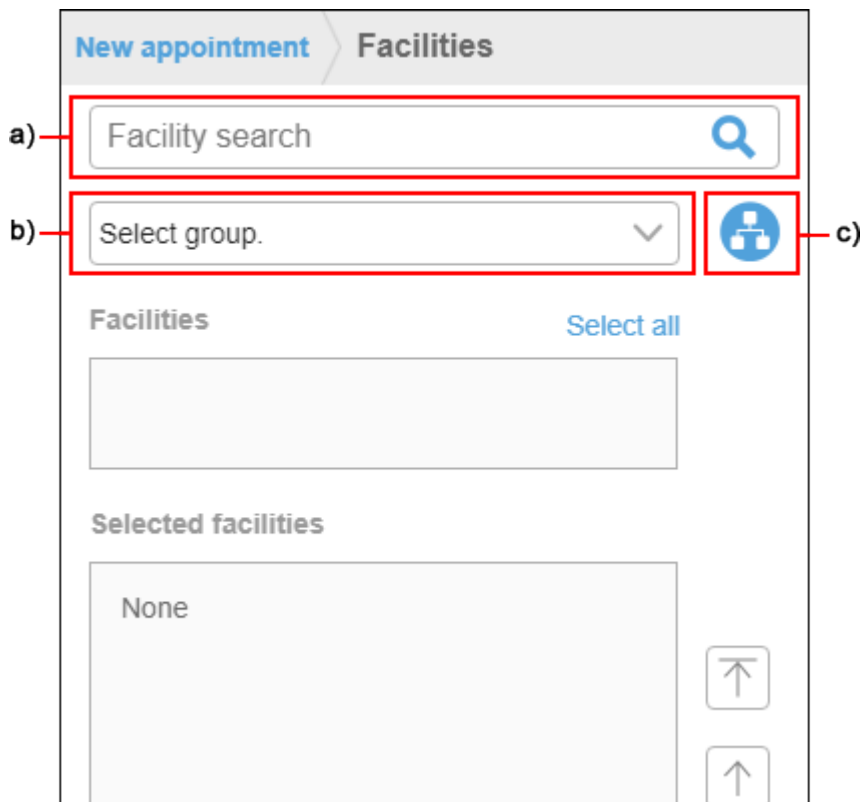 New appointment Facilities
a) Facility search
b) Select group. c)
Facilities Select all
Selected facilities
None